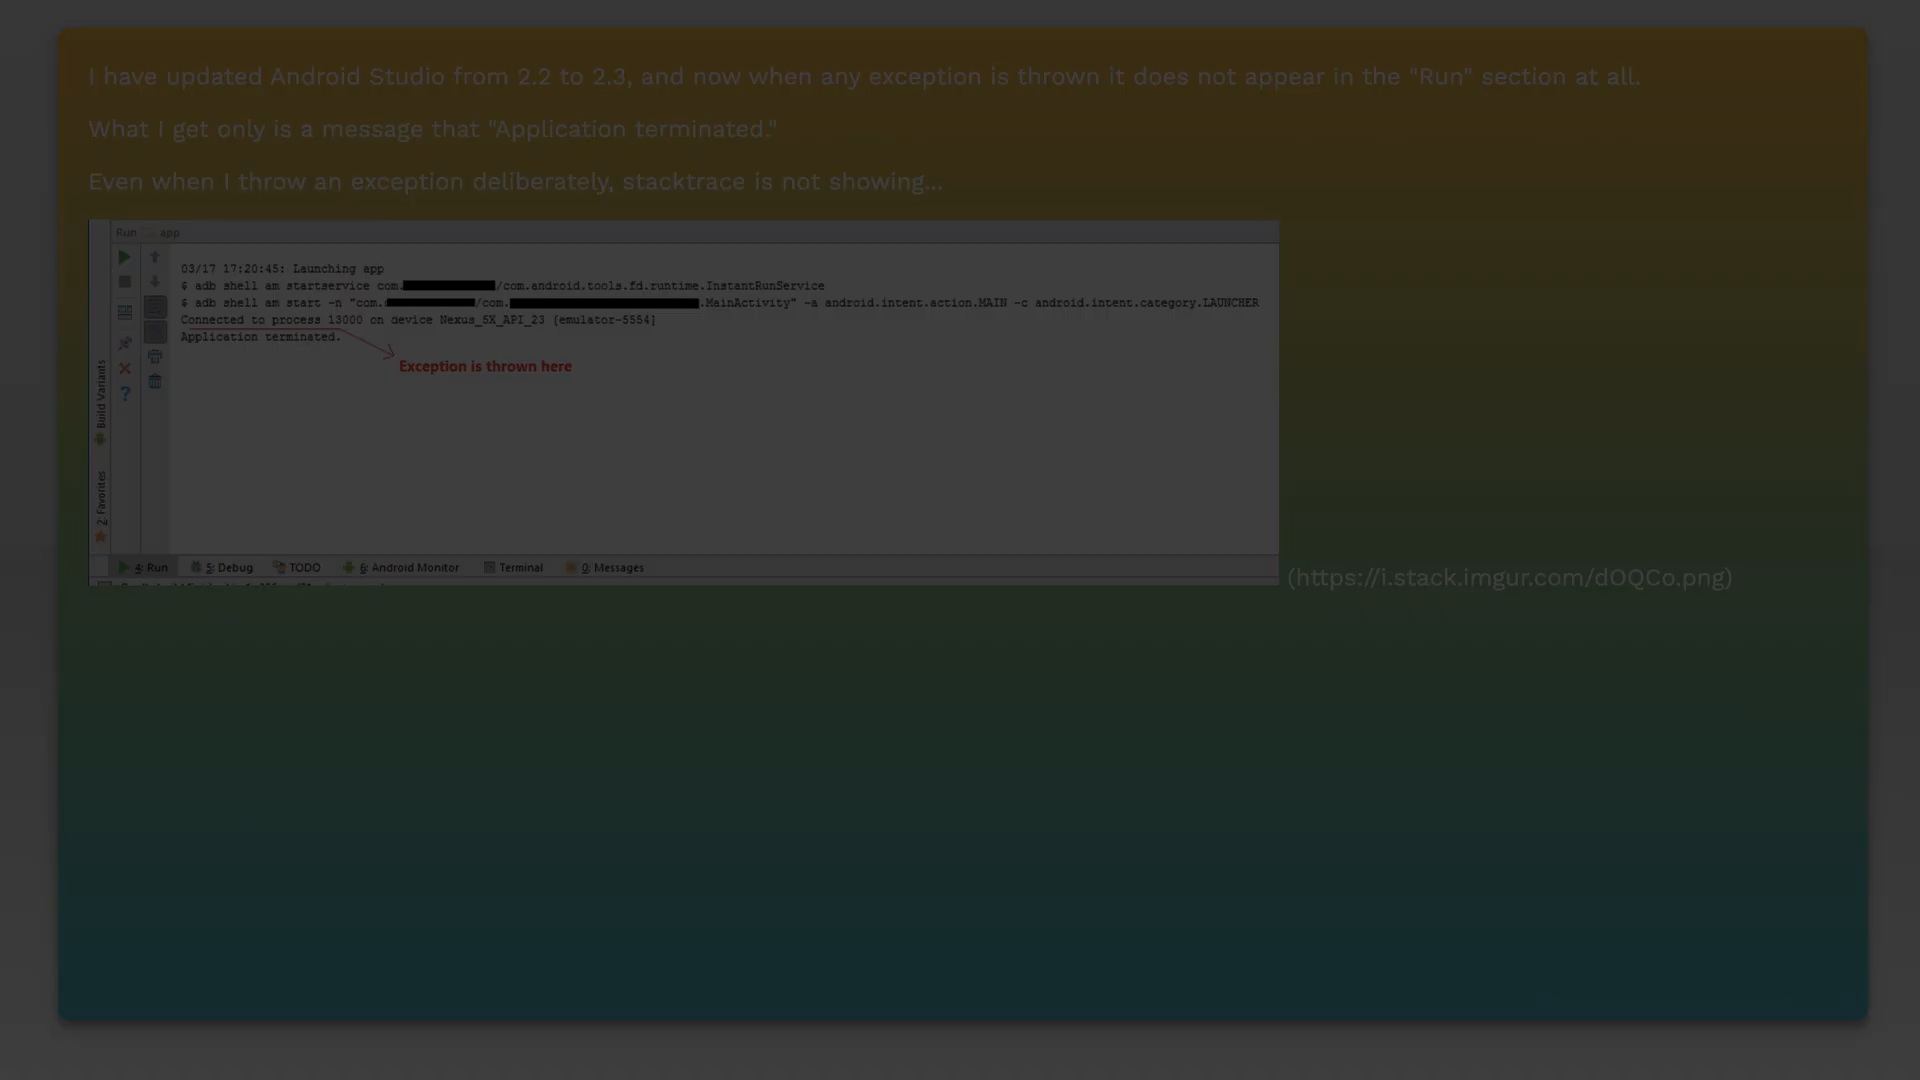 I have updated Android Studio from 2.2 to 2.3, and now when any exception is thrown it does not appear in the "Run" section at all.
What I get only is a message that "Application terminated."
Even when I throw an exception deliberately, stacktrace is not showing...
Run app
03/17 17:20:45: Launching app
$ adb shell am startservice com. /com.android.tools.fd.runtime.InstantRunService
$ adb shell am start -n "com. /com. .MainActivity" -a android.intent.action.MAIN -c android.intent.category.LAUNCHER
Connected to process 13000 on device Nexus_5X_API_23 [emulator-5554]
Application terminated.
Exception is thrown here
Build Variants
2: Favorites
4: Run 5: Debug TODO 6: Android Monitor Terminal 0: Messages
(https://i.stack.imgur.com/dOQCo.png)